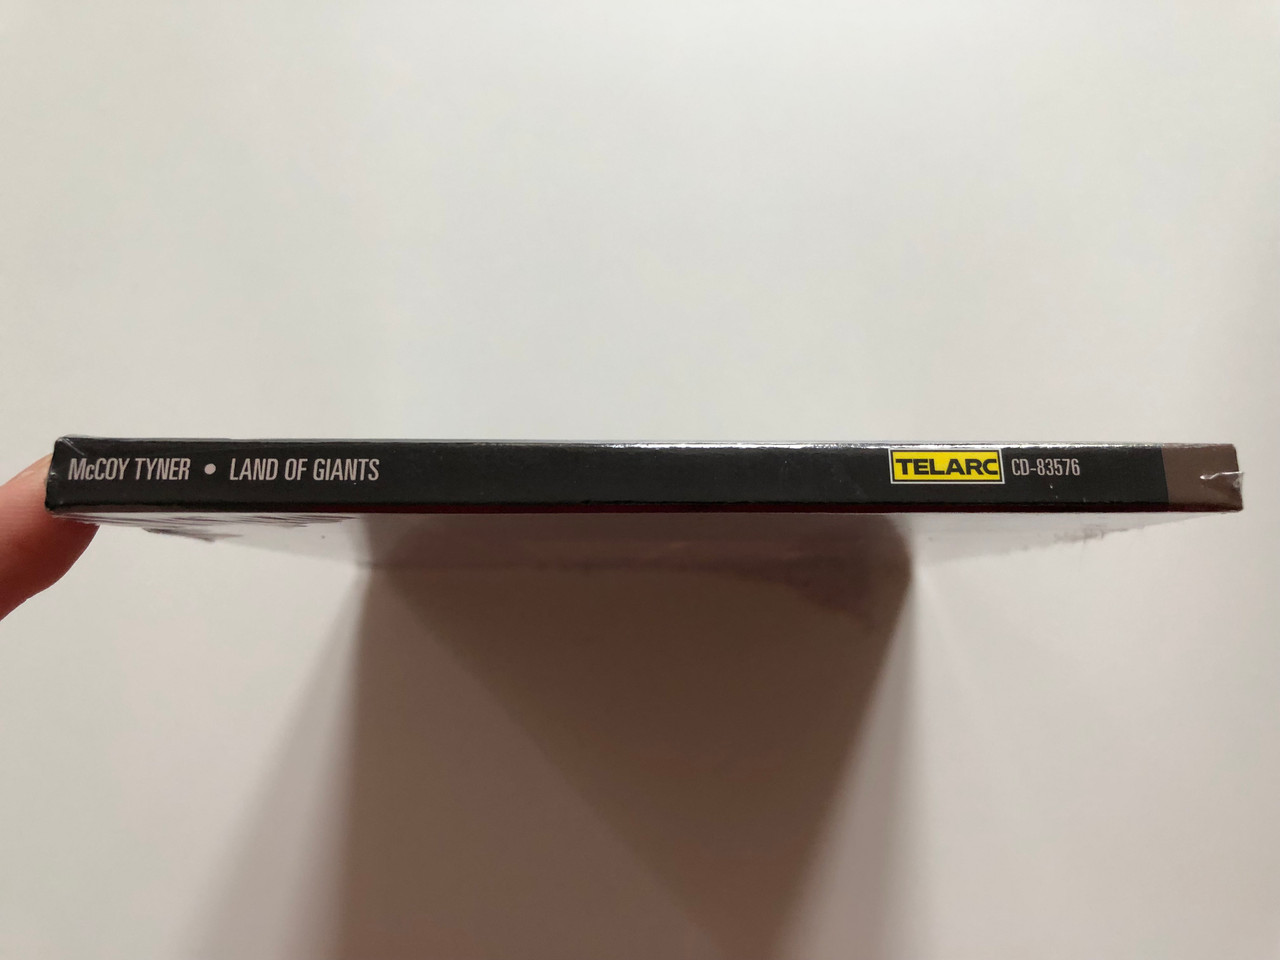 McCOY TYNER • LAND OF GIANTS TELARC CD-83576